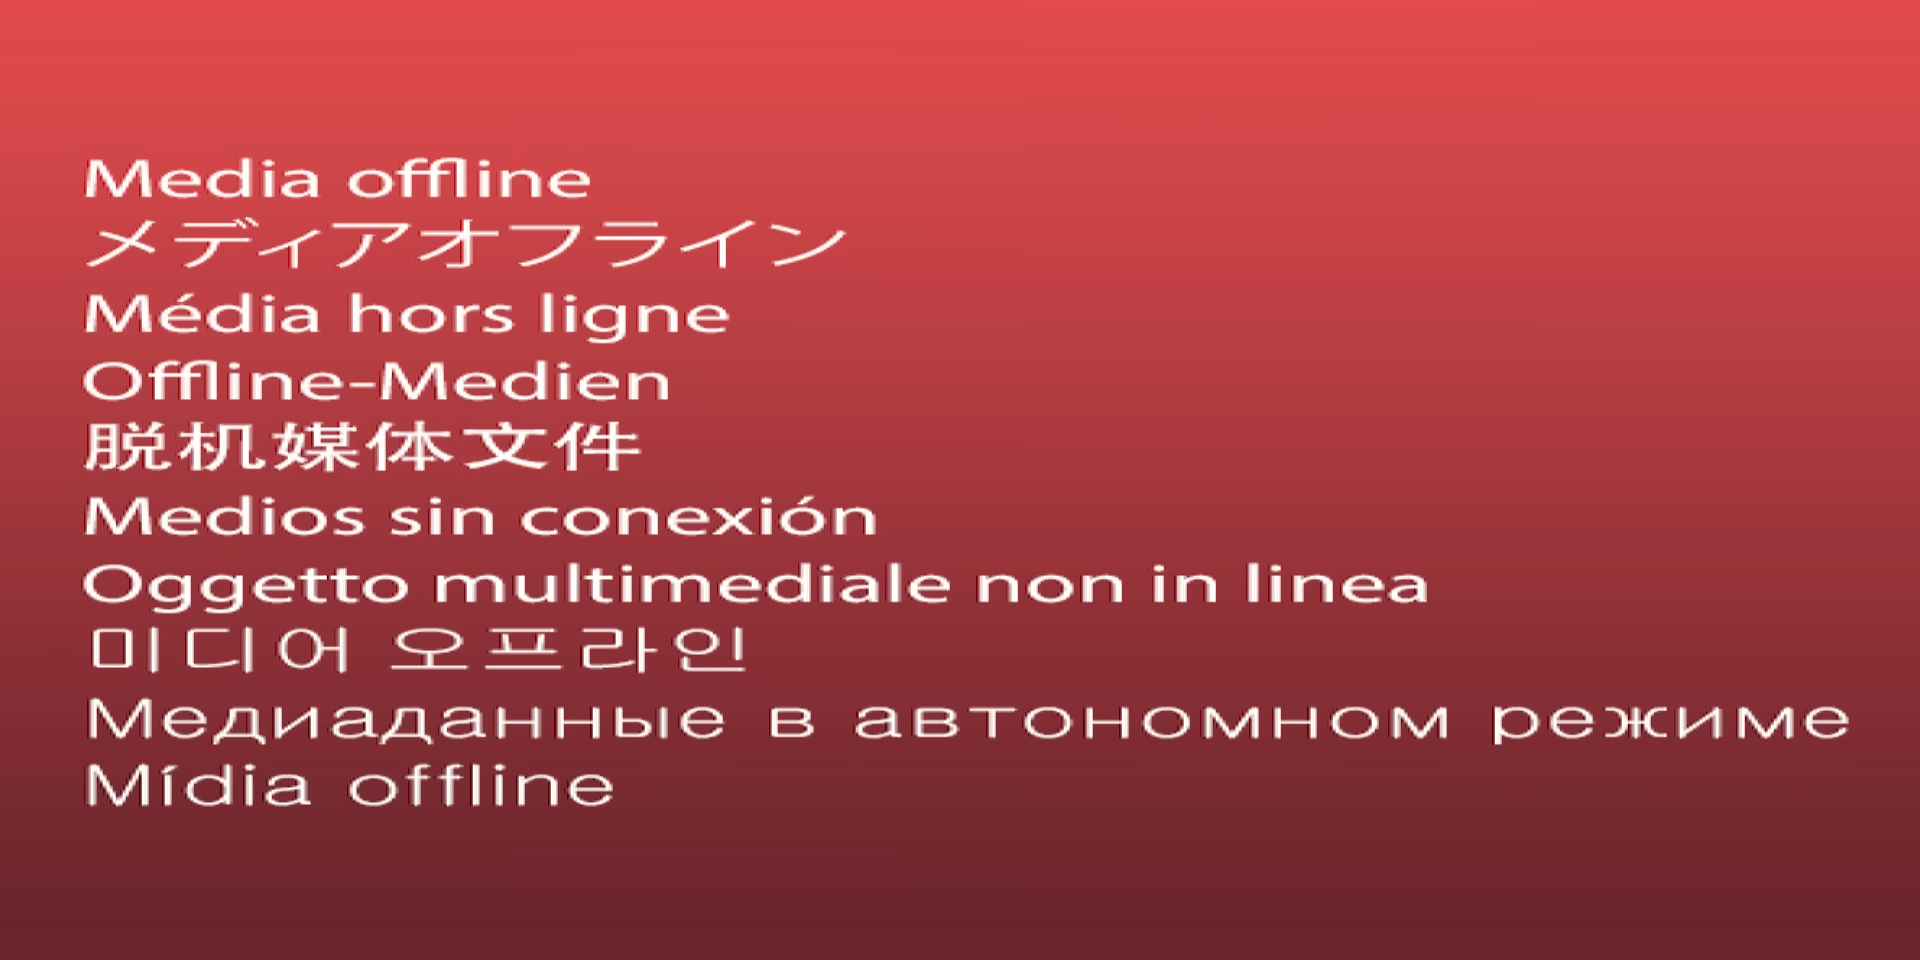 Media offline
メディアオフライン
Média hors ligne
Offline-Medien
脱机媒体文件
Medios sin conexión
Oggetto multimediale non in linea
미디어 오프라인
Медиаданные в автономном режиме
Mídia offline